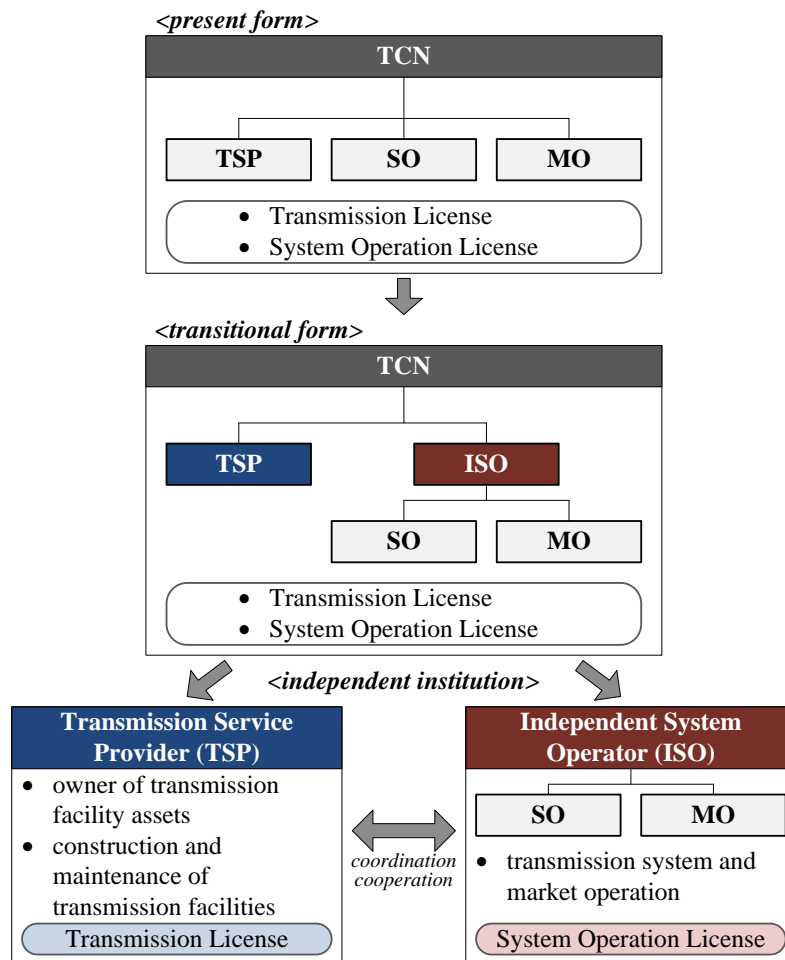 <present form>
TCN
TSP SO MO
• Transmission License
• System Operation License
<transitional form>
TCN
TSP ISO
SO MO
• Transmission License
• System Operation License
<independent institution>
Transmission Service
Provider (TSP)
• owner of transmission
facility assets
• construction and
maintenance of
transmission facilities
Transmission License
coordination
cooperation
Independent System
Operator (ISO)
SO MO
• transmission system and
market operation
System Operation License